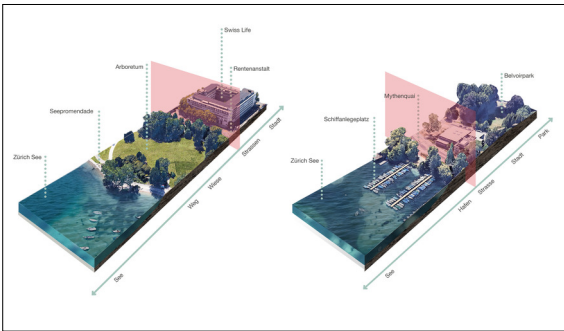 Swiss Life
Arboretum
Rentenanstalt
Seepromendade
Zürich See
See
Weg
Wiese
Strassen
Stadt
Belvoirpark
Mythenquai
Schiffanlegeplatz
Zürich See
See
Hafen
Strasse
Stadt
Park